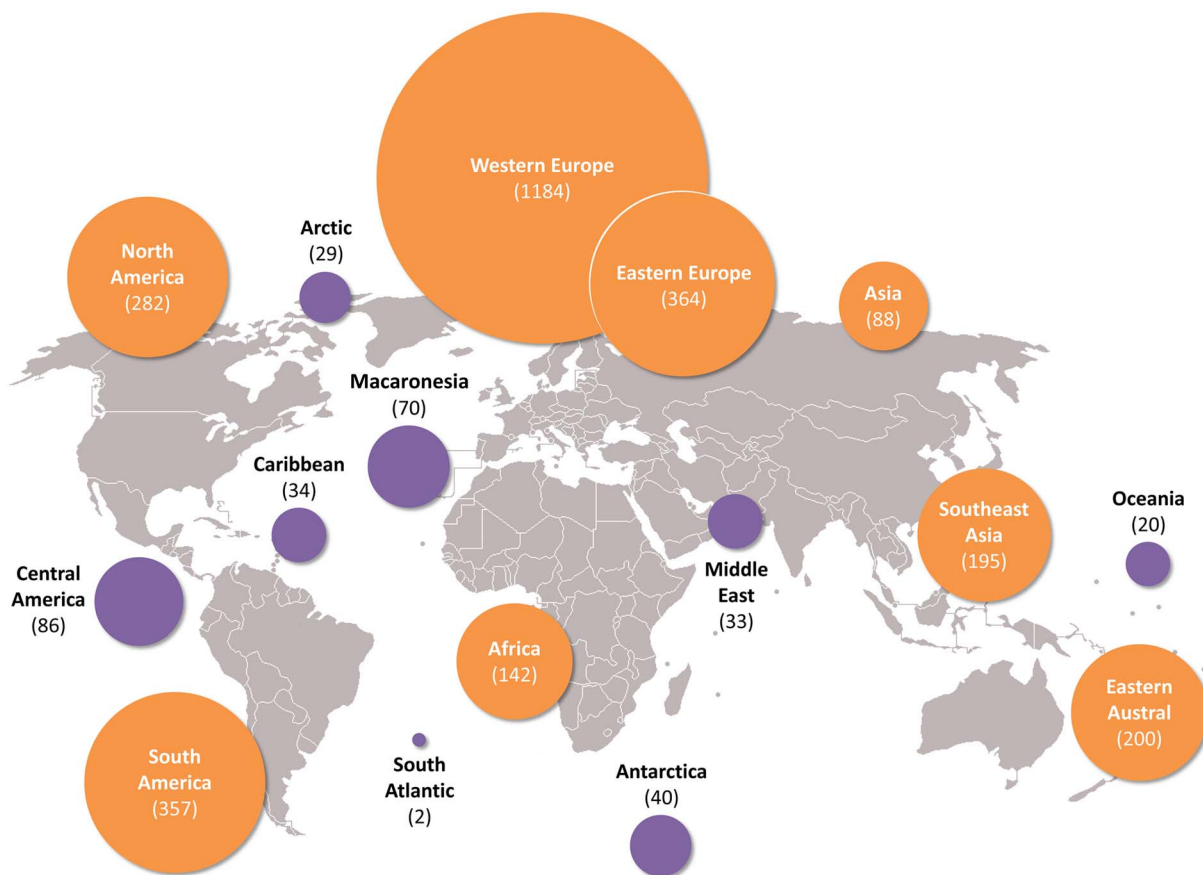 Western Europe
(1184)
North
America
(282)
Arctic
(29)
Eastern Europe
(364)
Asia
(88)
Macaronesia
(70)
Caribbean
(34)
Southeast
Asia
(195)
Oceania
(20)
Central
America
(86)
Middle
East
(33)
Africa
(142)
Eastern
Austral
(200)
South
America
(357)
South
Atlantic
(2)
Antarctica
(40)